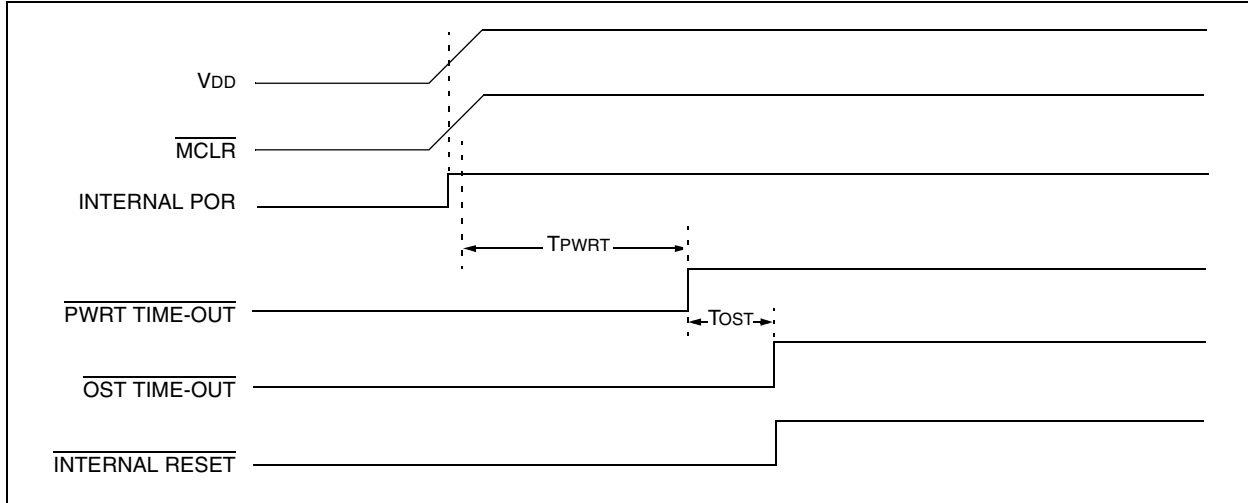 VDD
MCLR
INTERNAL POR
TPWRT
PWRT TIME-OUT
TOST
OST TIME-OUT
INTERNAL RESET